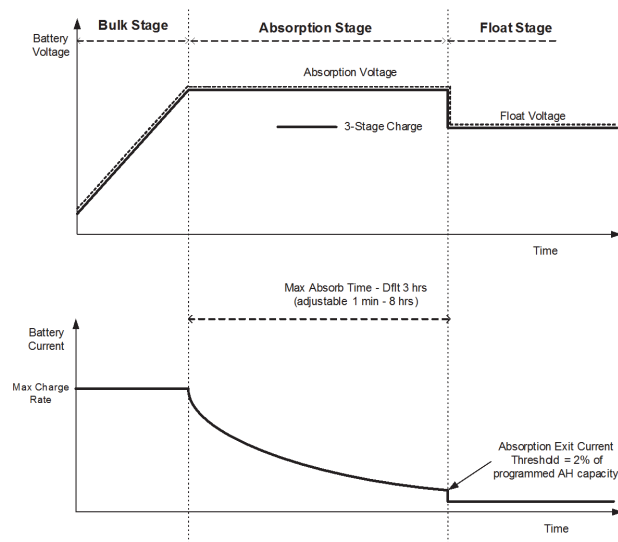 Bulk Stage
Absorption Stage
Float Stage
Battery
Voltage
Absorption Voltage
Float Voltage
3-Stage Charge
Time
Max Absorb Time - Dflt 3 hrs
(adjustable 1 min - 8 hrs)
Battery
Current
Max Charge
Rate
Absorption Exit Current
Threshold = 2% of
programmed AH capacity
Time